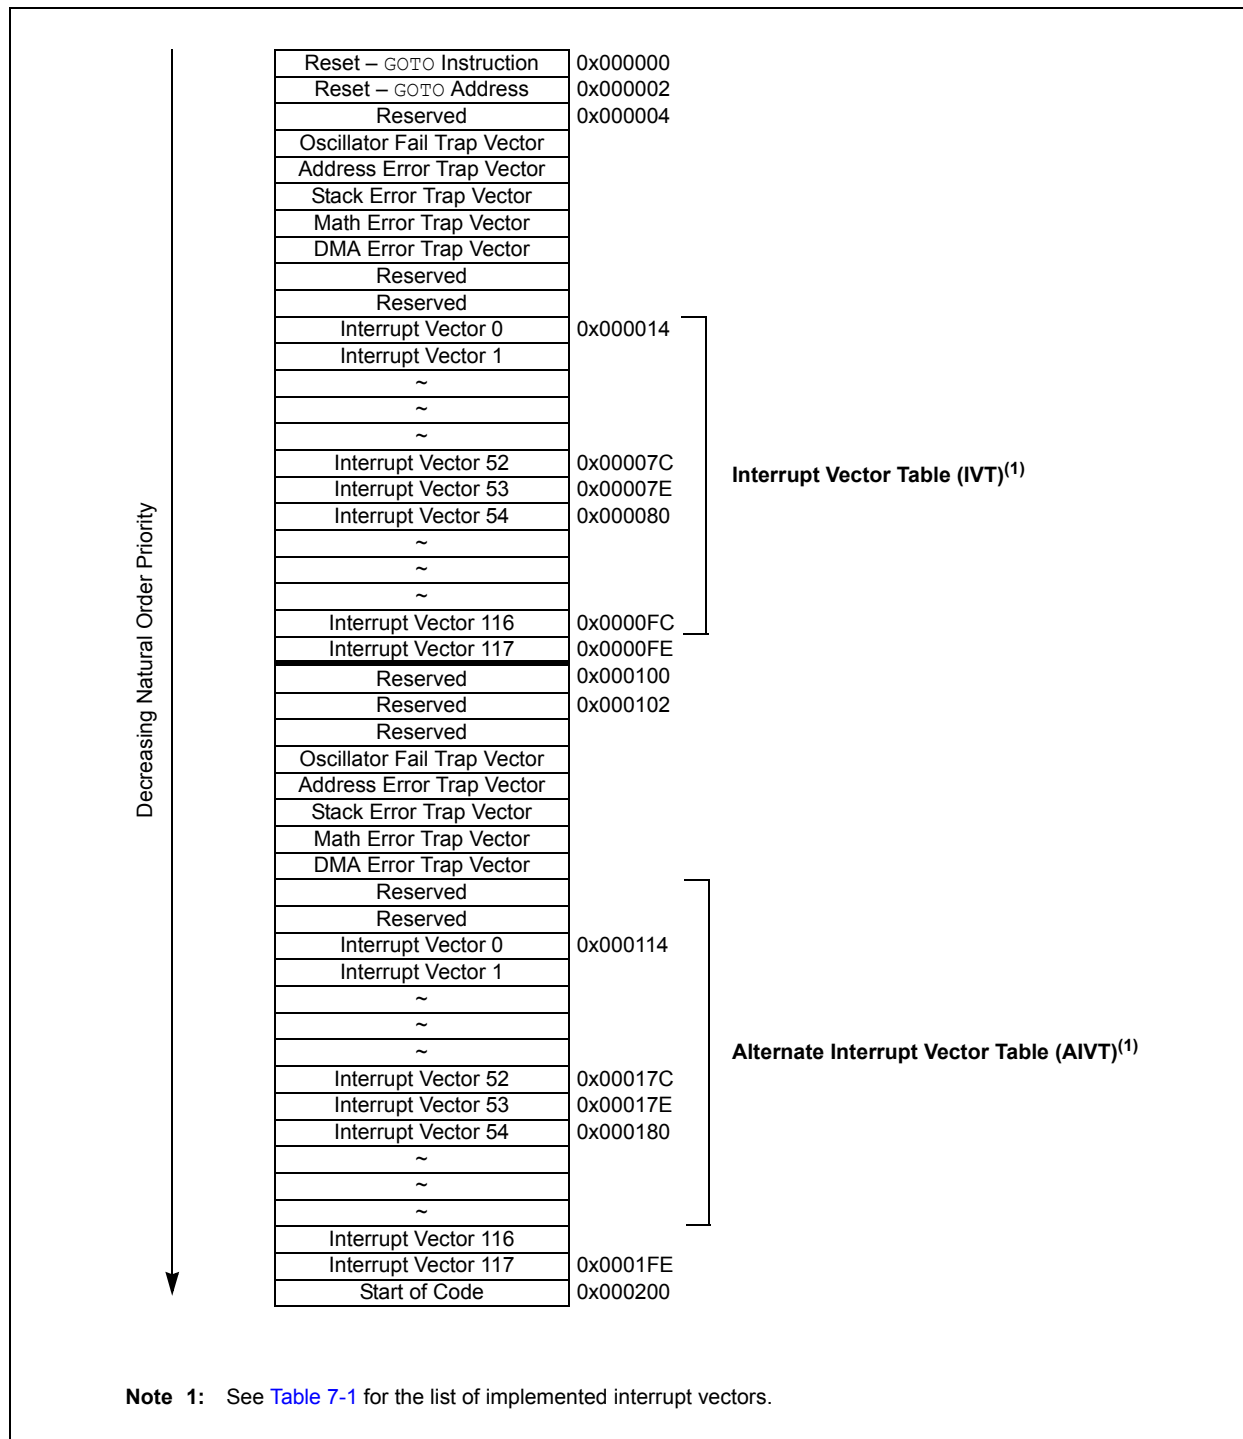 Reset – GOTO Instruction 0x000000
Reset – GOTO Address 0x000002
Reserved 0x000004
Oscillator Fail Trap Vector
Address Error Trap Vector
Stack Error Trap Vector
Math Error Trap Vector
DMA Error Trap Vector
Reserved
Reserved
Interrupt Vector 0 0x000014
Interrupt Vector 1
~
~
~
Interrupt Vector 52 0x00007C
Interrupt Vector Table (IVT)(1)
Interrupt Vector 53 0x00007E
Interrupt Vector 54 0x000080
~
~
~
Interrupt Vector 116 0x0000FC
Interrupt Vector 117 0x0000FE
Reserved 0x000100
Reserved 0x000102
Reserved
Oscillator Fail Trap Vector
Address Error Trap Vector
Stack Error Trap Vector
Math Error Trap Vector
DMA Error Trap Vector
Reserved
Reserved
Interrupt Vector 0 0x000114
Interrupt Vector 1
~
~
~
Alternate Interrupt Vector Table (AIVT)(1)
Interrupt Vector 52 0x00017C
Interrupt Vector 53 0x00017E
Interrupt Vector 54 0x000180
~
~
~
Interrupt Vector 116
Interrupt Vector 117 0x0001FE
Start of Code 0x000200
Decreasing Natural Order Priority
Note 1: See Table 7-1 for the list of implemented interrupt vectors.